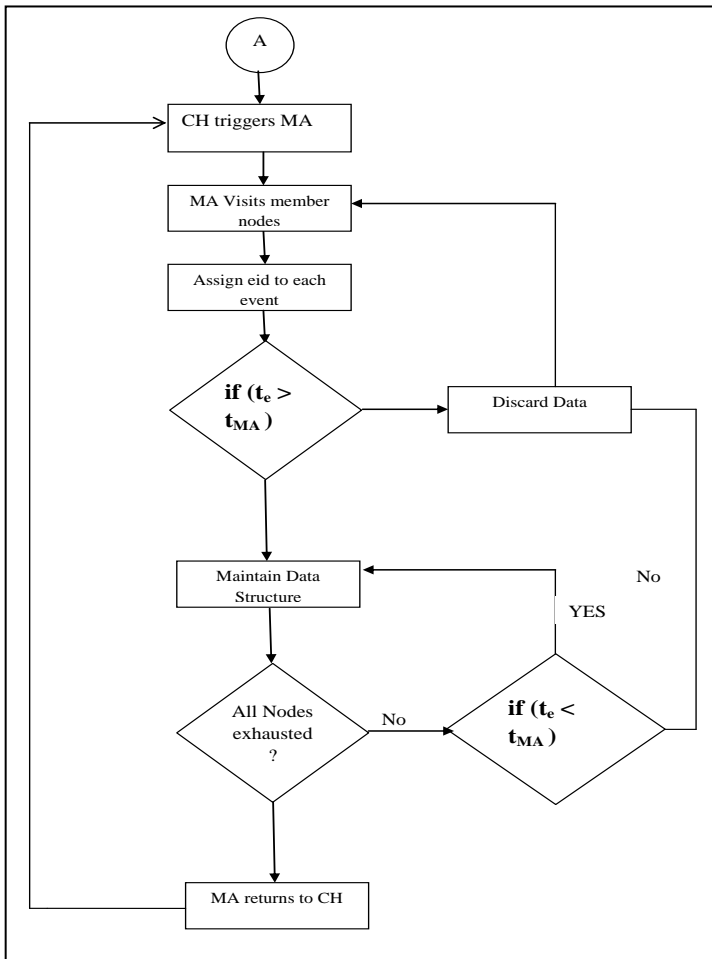 A
CH triggers MA
MA Visits member
nodes
Assign eid to each
event
if (te >
tMA )
Discard Data
Maintain Data
Structure
No
YES
All Nodes
exhausted
?
No
if (te <
tMA )
MA returns to CH